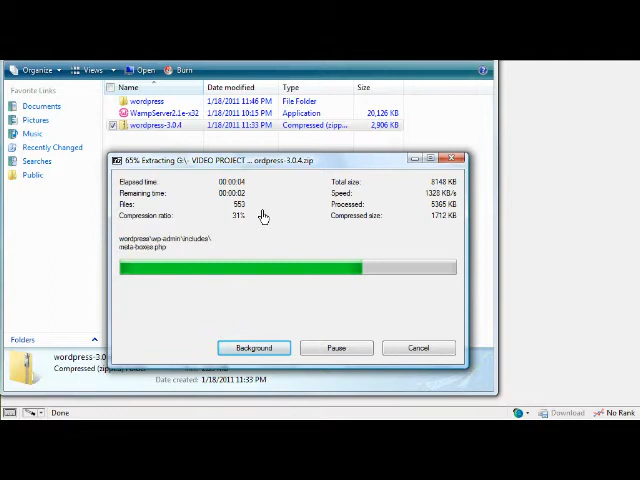 Organize Views Open Burn
Favorite Links
Documents
Pictures
Music
Recently Changed
Searches
Public
Folders
Name Date modified Type Size
wordpress 1/18/2011 11:46 PM File Folder
WampServer2.1e-x32 1/18/2011 10:15 PM Application 20,126 KB
wordpress-3.0.4 1/18/2011 11:33 PM Compressed (zipp... 2,906 KB
65% Extracting G:\- VIDEO PROJECT ... ordpress-3.0.4.zip
Elapsed time: 00:00:04 Total size: 8148 KB
Remaining time: 00:00:02 Speed: 1328 KB/s
Files: 553 Processed: 5365 KB
Compression ratio: 31% Compressed size: 1712 KB
wordpress\wp-admin\includes\
meta-boxes.php
Background Pause Cancel
wordpress-3.0
Compressed (zipped) Folder
Date created: 1/18/2011 11:33 PM
Done Download No Rank